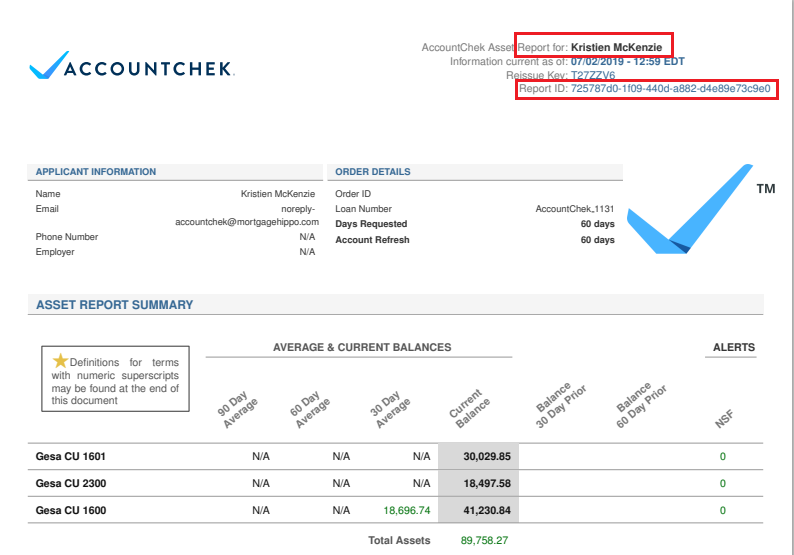 AccountChek Asset Report for: Kristien McKenzie
Information current as of: 07/02/2019 - 12:59 EDT
Reissue Key: T27ZZV6
Report ID: 725787d0-1f09-440d-a882-d4e89e73c9e0
ACCOUNTCHEK.
APPLICANT INFORMATION
Name Kristien McKenzie
Email noreply-
accountchek@mortgagehippo.com
Phone Number N/A
Employer N/A
ORDER DETAILS
Order ID
Loan Number AccountChek_1131
Days Requested 60 days
Account Refresh 60 days
TM
ASSET REPORT SUMMARY
Definitions for terms
with numeric superscripts
may be found at the end of
this document
AVERAGE & CURRENT BALANCES
ALERTS
90 Day
Average
60 Day
Average
30 Day
Average
Current
Balance
Balance
30 Day Prior
Balance
60 Day Prior
NSF
Gesa CU 1601 N/A N/A N/A 30,029.85 0
Gesa CU 2300 N/A N/A N/A 18,497.58 0
Gesa CU 1600 N/A N/A 18,696.74 41,230.84 0
Total Assets 89,758.27